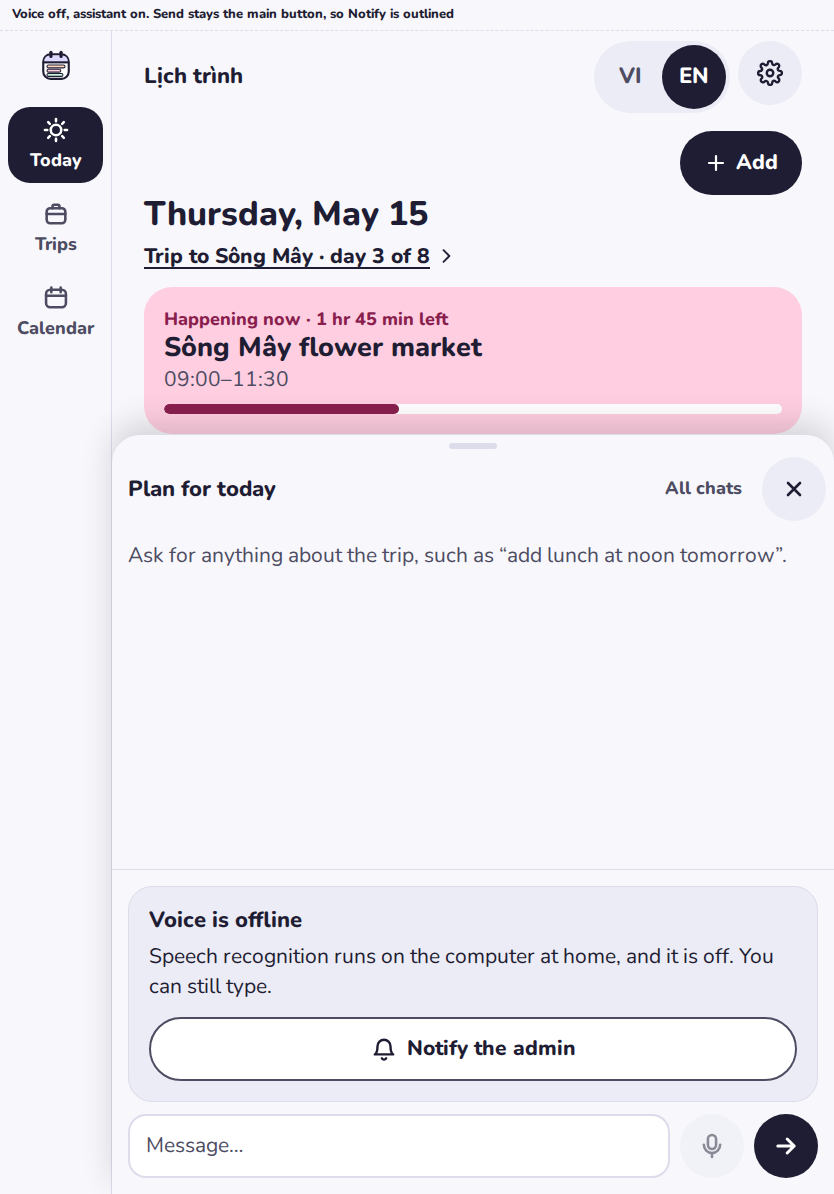 Voice off, assistant on. Send stays the main button, so Notify is outlined
Lịch trình
VI
EN
Today
Trips
Calendar
Add
Thursday, May 15
Trip to Sông Mây · day 3 of 8
Happening now · 1 hr 45 min left
Sông Mây flower market
09:00–11:30
Plan for today
All chats
Ask for anything about the trip, such as “add lunch at noon tomorrow”.
Voice is offline
Speech recognition runs on the computer at home, and it is off. You
can still type.
Notify the admin
Message...